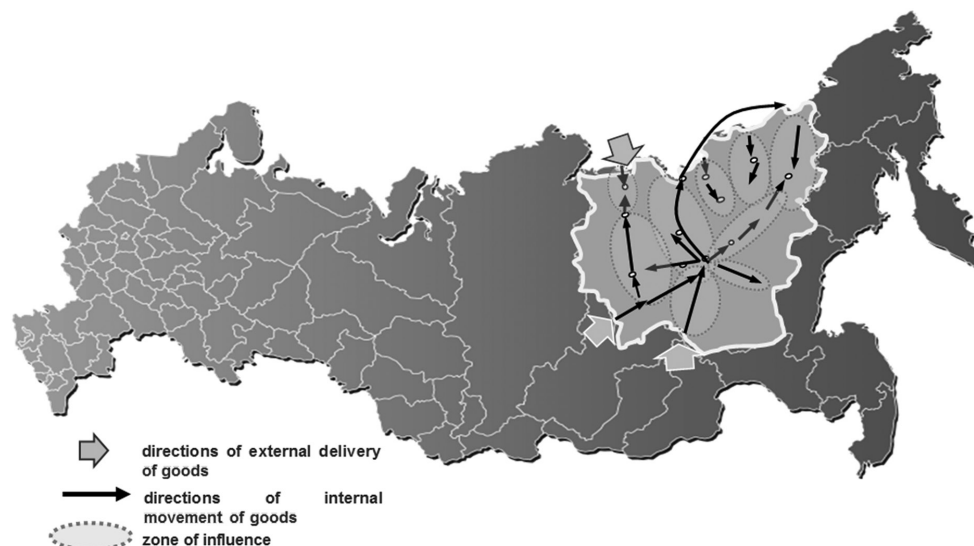 directions of external delivery
of goods
directions of internal
movement of goods
zone of influence